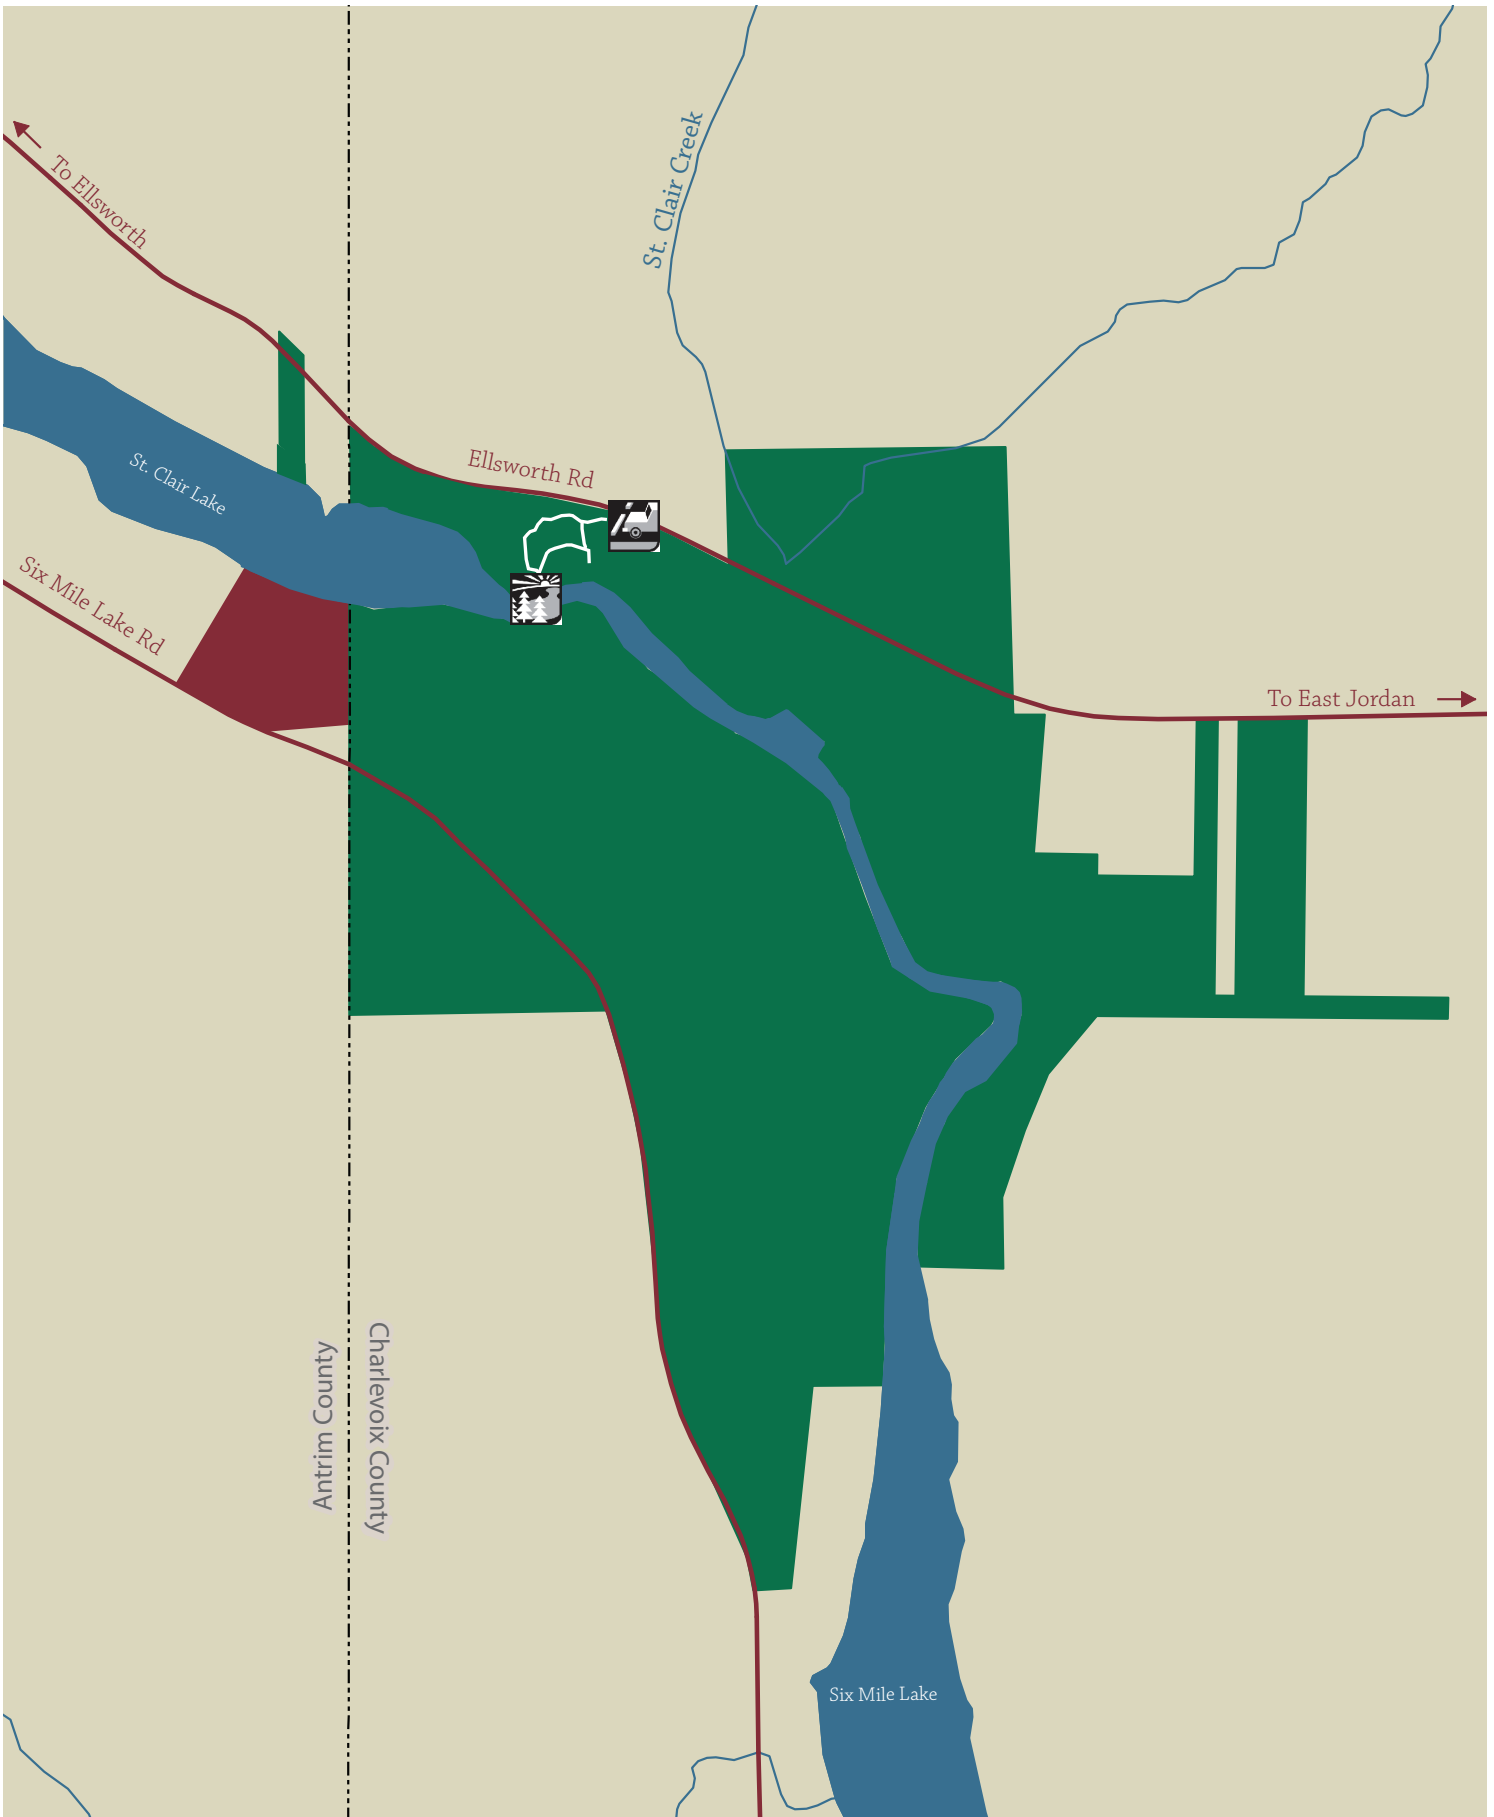 St. Clair Creek
To Ellsworth
Ellsworth Rd
St. Clair Lake
Six Mile Lake Rd
To East Jordan
Antrim County
Charlevoix County
Six Mile Lake